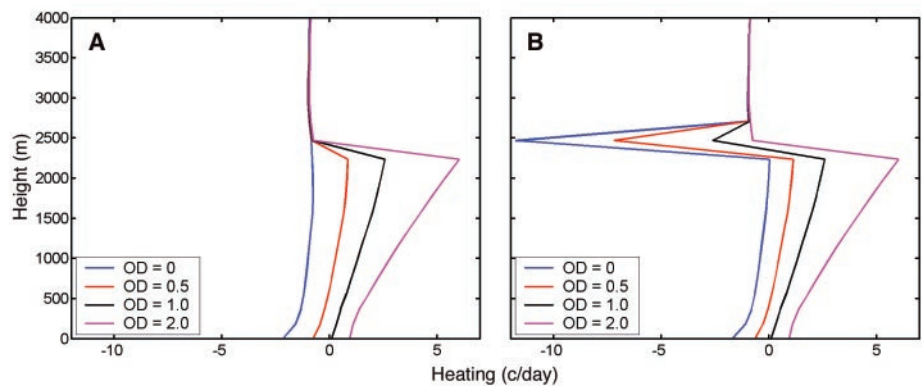 A
B
4000
3500
3000
2500
2000
1500
1000
500
0
Height (m)
OD = 0
OD = 0.5
OD = 1.0
OD = 2.0
OD = 0
OD = 0.5
OD = 1.0
OD = 2.0
-10 -5 0 5
-10 -5 0 5
Heating (c/day)